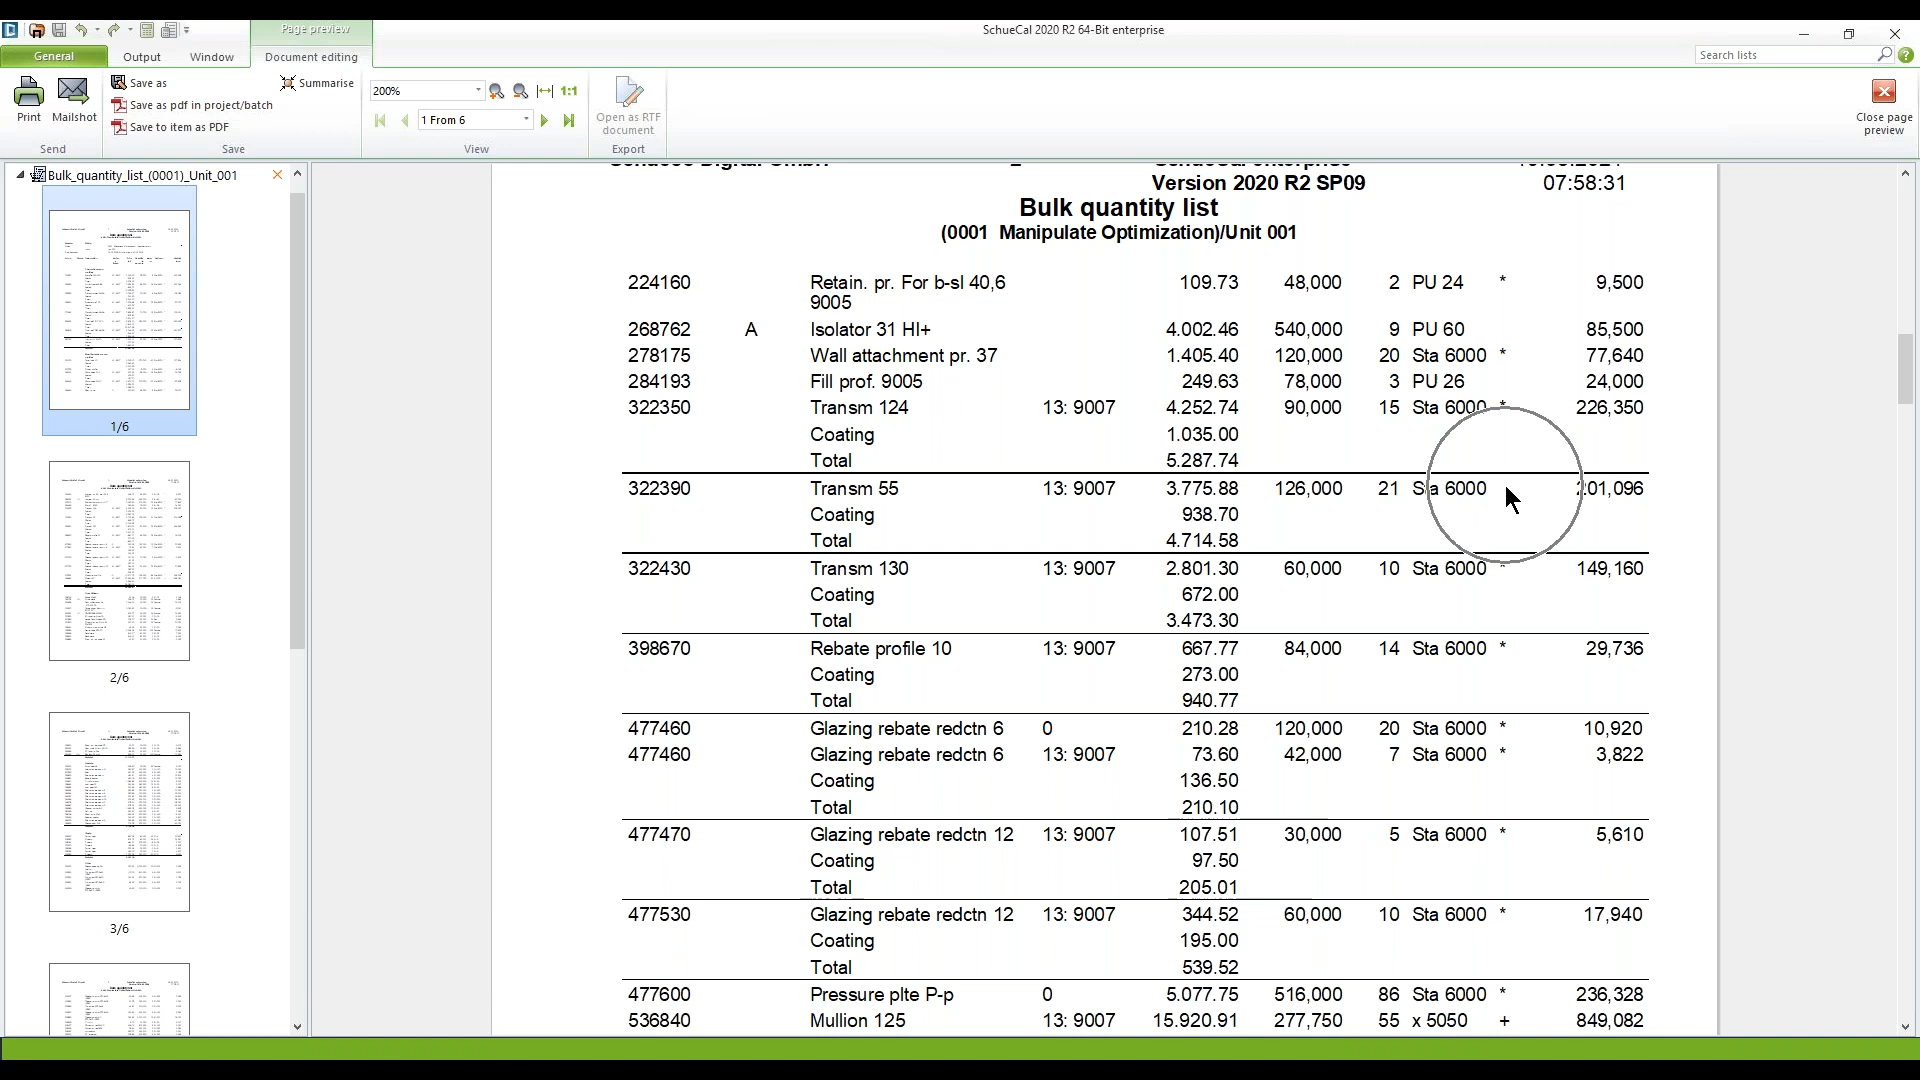 Page preview
SchueCal 2020 R2 64-Bit enterprise
General Output Window Document editing
Search lists
Print
Mailshot
Save as
Save as pdf in project/batch
Save to item as PDF
Summarise
200%
1:1
1 From 6
Open as RTF
document
Close page
preview
Send Save View Export
Bulk_quantity_list_(0001)_Unit_001
1/6
2/6
3/6
Version 2020 R2 SP09 07:58:31
Bulk quantity list
(0001 Manipulate Optimization)/Unit 001
224160 Retain. pr. For b-sl 40,6 109.73 48,000 2 PU 24 * 9,500
9005
268762 A Isolator 31 HI+ 4.002.46 540,000 9 PU 60 85,500
278175 Wall attachment pr. 37 1.405.40 120,000 20 Sta 6000 * 77,640
284193 Fill prof. 9005 249.63 78,000 3 PU 26 24,000
322350 Transm 124 13: 9007 4.252.74 90,000 15 Sta 6000 * 226,350
Coating 1.035.00
Total 5.287.74
322390 Transm 55 13: 9007 3.775.88 126,000 21 Sta 6000 201,096
Coating 938.70
Total 4.714.58
322430 Transm 130 13: 9007 2.801.30 60,000 10 Sta 6000 * 149,160
Coating 672.00
Total 3.473.30
398670 Rebate profile 10 13: 9007 667.77 84,000 14 Sta 6000 * 29,736
Coating 273.00
Total 940.77
477460 Glazing rebate redctn 6 0 210.28 120,000 20 Sta 6000 * 10,920
477460 Glazing rebate redctn 6 13: 9007 73.60 42,000 7 Sta 6000 * 3,822
Coating 136.50
Total 210.10
477470 Glazing rebate redctn 12 13: 9007 107.51 30,000 5 Sta 6000 * 5,610
Coating 97.50
Total 205.01
477530 Glazing rebate redctn 12 13: 9007 344.52 60,000 10 Sta 6000 * 17,940
Coating 195.00
Total 539.52
477600 Pressure plte P-p 0 5.077.75 516,000 86 Sta 6000 * 236,328
536840 Mullion 125 13: 9007 15.920.91 277,750 55 x 5050 + 849,082